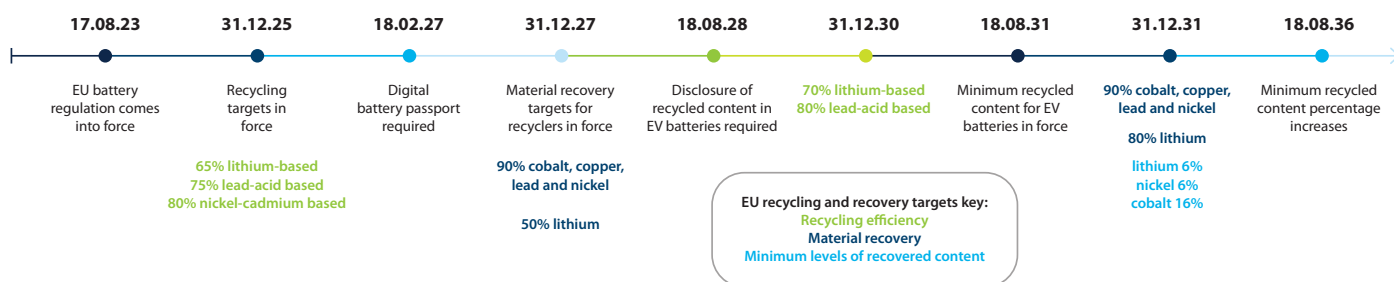 17.08.23
EU battery
regulation comes
into force
31.12.25
Recycling
targets in
force
65% lithium-based
75% lead-acid based
80% nickel-cadmium based
18.02.27
Digital
battery passport
required
31.12.27
Material recovery
targets for
recyclers in force
90% cobalt, copper,
lead and nickel
50% lithium
18.08.28
Disclosure of
recycled content in
EV batteries required
31.12.30
70% lithium-based
80% lead-acid based
18.08.31
Minimum recycled
content for EV
batteries in force
31.12.31
90% cobalt, copper,
lead and nickel
80% lithium
lithium 6%
nickel 6%
cobalt 16%
18.08.36
Minimum recycled
content percentage
increases
EU recycling and recovery targets key:
Recycling efficiency
Material recovery
Minimum levels of recovered content